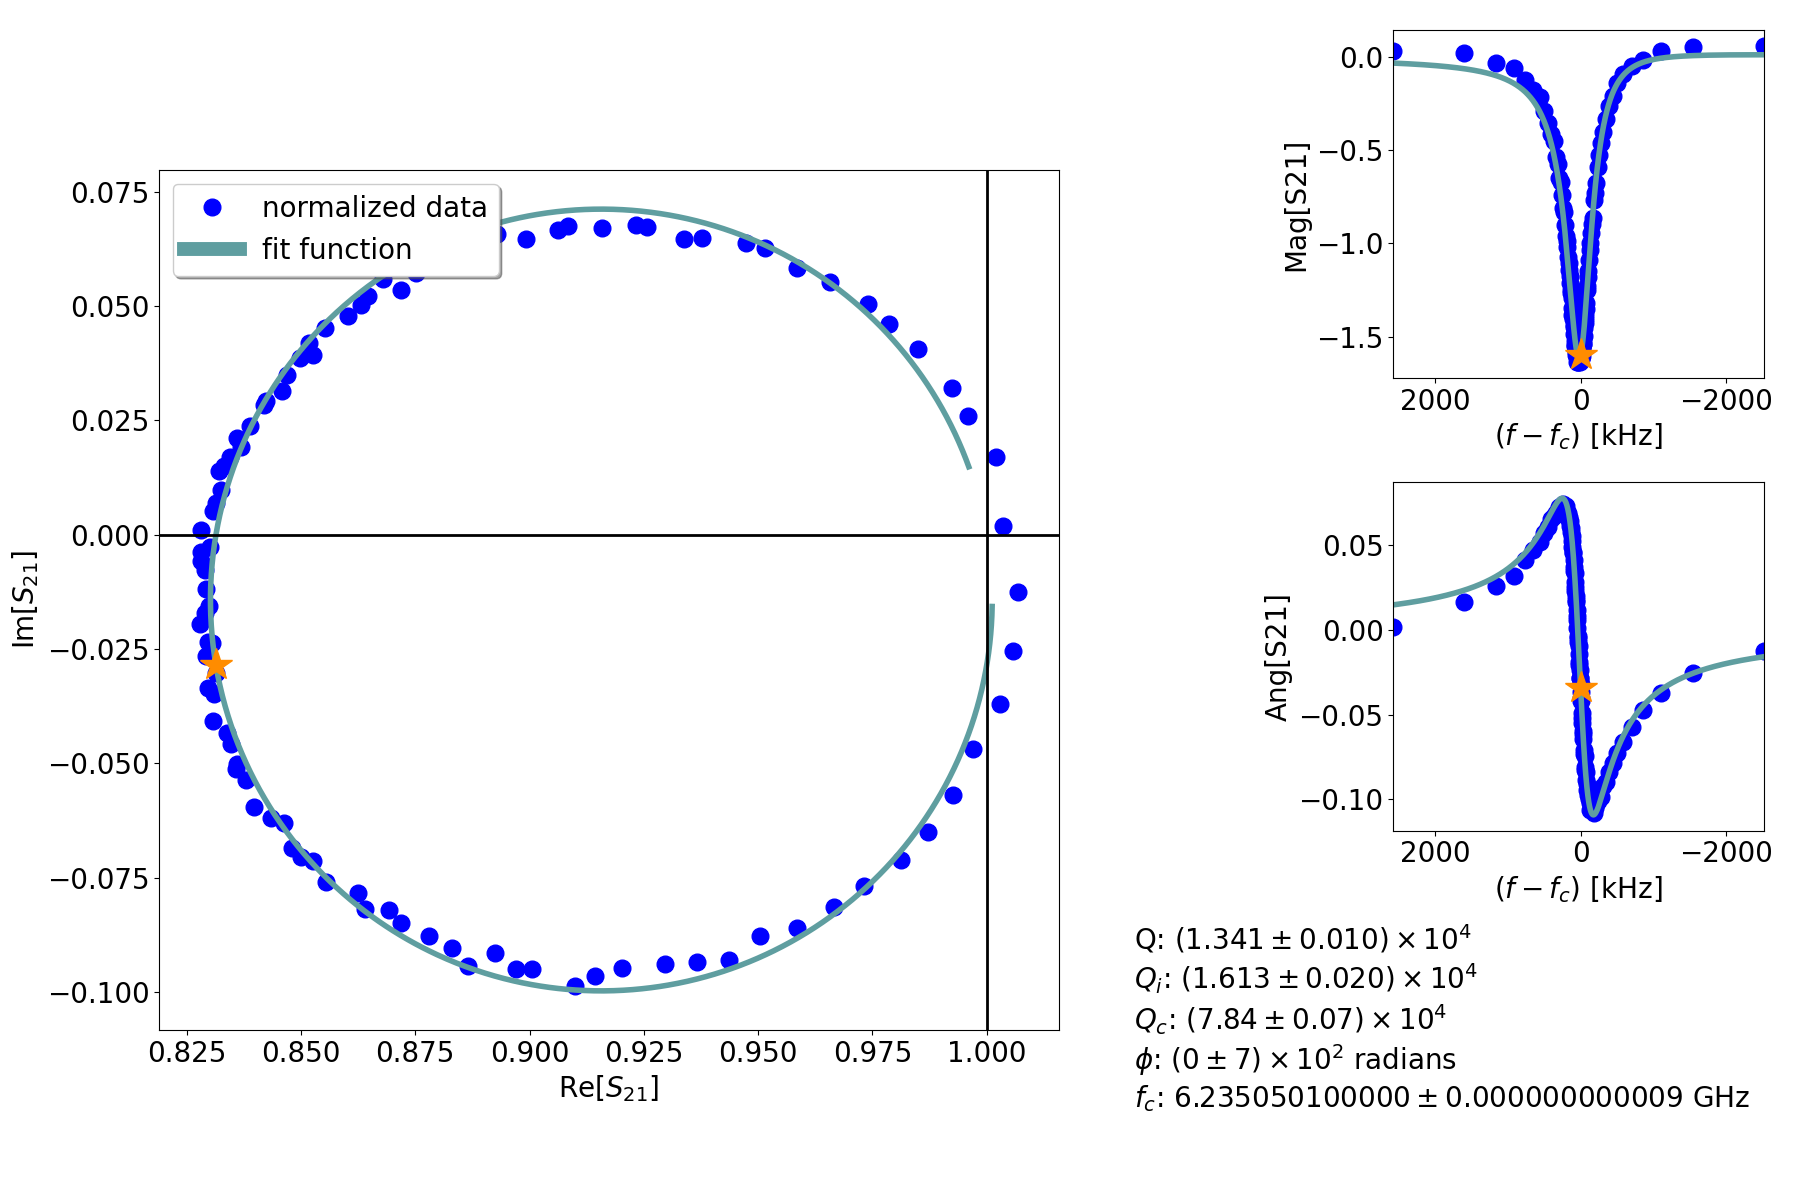 normalized data
fit function
0.075
0.050
0.025
0.000
−0.025
−0.050
−0.075
−0.100
Im[S21]
0.825 0.850 0.875 0.900 0.925 0.950 0.975 1.000
Re[S21]
0.0
−0.5
−1.0
−1.5
Mag[S21]
2000 0 −2000
(f − fc) [kHz]
0.05
0.00
−0.05
−0.10
Ang[S21]
2000 0 −2000
(f − fc) [kHz]
Q: (1.341 ± 0.010) × 10^4
Qi: (1.613 ± 0.020) × 10^4
Qc: (7.84 ± 0.07) × 10^4
ϕ: (0 ± 7) × 10^2 radians
fc: 6.235050100000 ± 0.000000000009 GHz